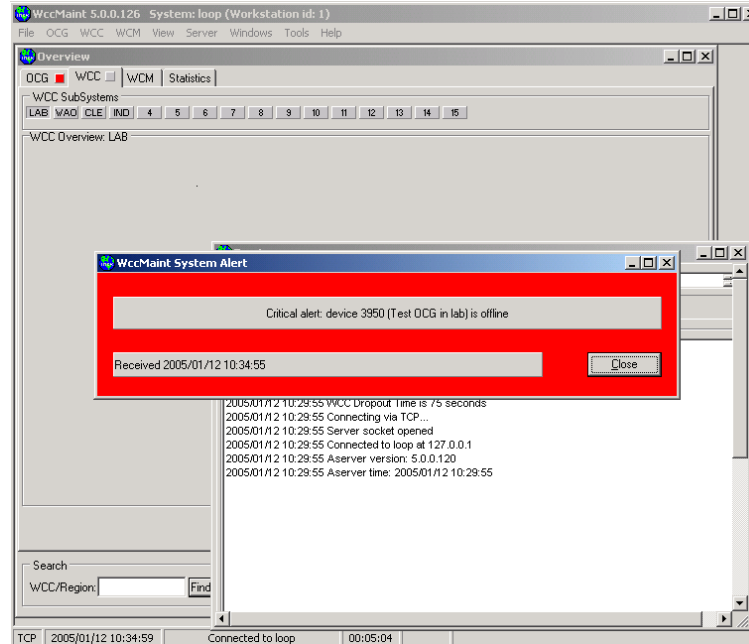 WccMaint 5.0.0.126 System: loop (Workstation id: 1)
File OCG WCC WCM View Server Windows Tools Help
Overview
OCG WCC WCM Statistics
WCC SubSystems
LAB WAO CLE IND 4 5 6 7 8 9 10 11 12 13 14 15
WCC Overview: LAB
WccMaint System Alert
Critical alert: device 3950 (Test OCG in lab) is offline
Received 2005/01/12 10:34:55
Close
2005/01/12 10:29:55 WCC Dropout Time is 75 seconds
2005/01/12 10:29:55 Connecting via TCP...
2005/01/12 10:29:55 Server socket opened
2005/01/12 10:29:55 Connected to loop at 127.0.0.1
2005/01/12 10:29:55 Aserver version: 5.0.0.120
2005/01/12 10:29:55 Aserver time: 2005/01/12 10:29:55
Search
WCC/Region:
Find
TCP 2005/01/12 10:34:59 Connected to loop 00:05:04